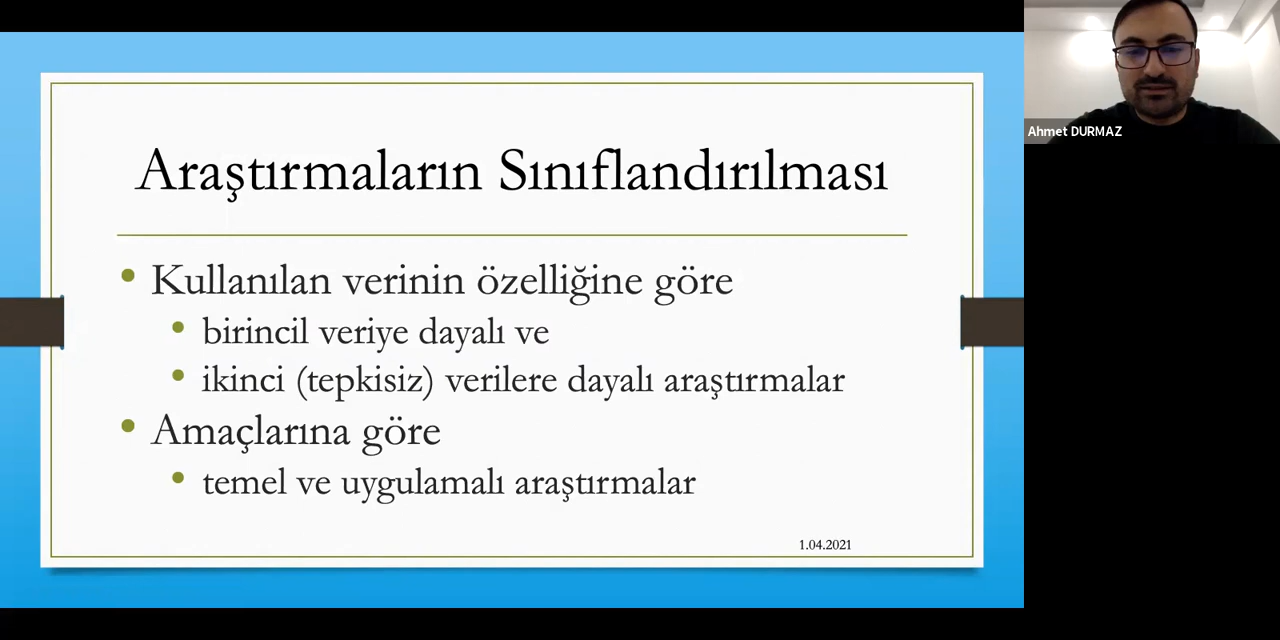 Araştırmaların Sınıflandırılması
Kullanılan verinin özelliğine göre
birincil veriye dayalı ve
ikinci (tepkisiz) verilere dayalı araştırmalar
Amaçlarına göre
temel ve uygulamalı araştırmalar
1.04.2021
Ahmet DURMAZ